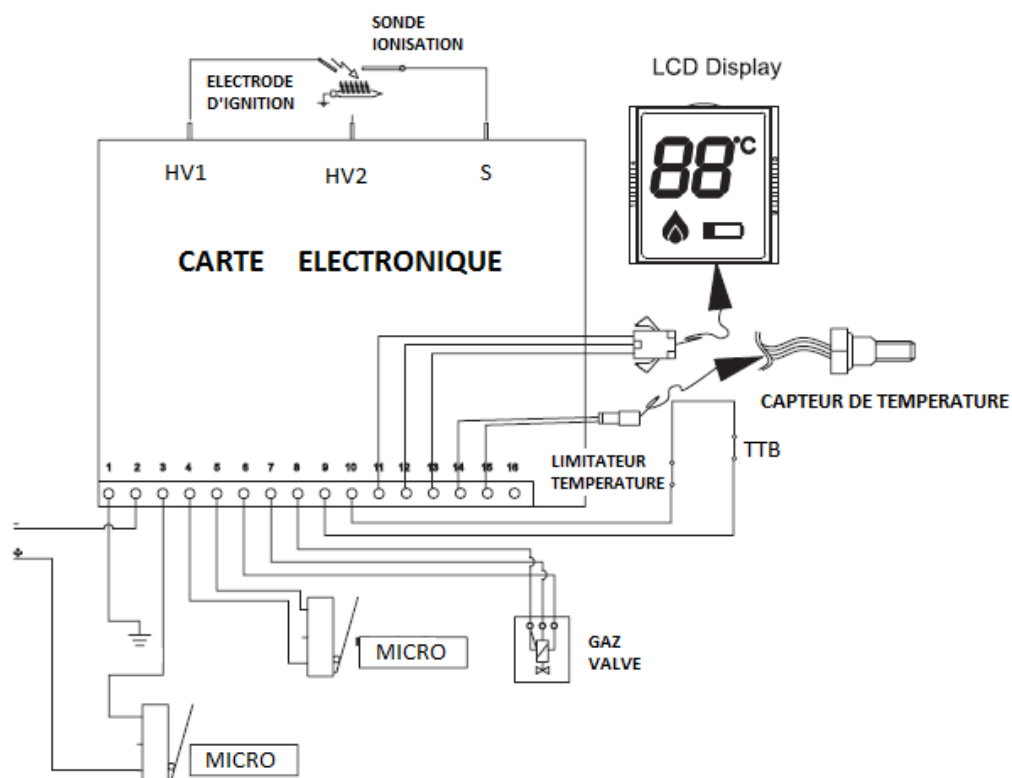 SONDE
IONISATION
ELECTRODE
D'IGNITION
LCD Display
88°C
HV1
HV2
S
CARTE ELECTRONIQUE
CAPTEUR DE TEMPERATURE
1 2 3 4 5 6 7 8 9 10 11 12 13 14 15 16
LIMITATEUR
TEMPERATURE
TTB
-
+
MICRO
GAZ
VALVE
MICRO